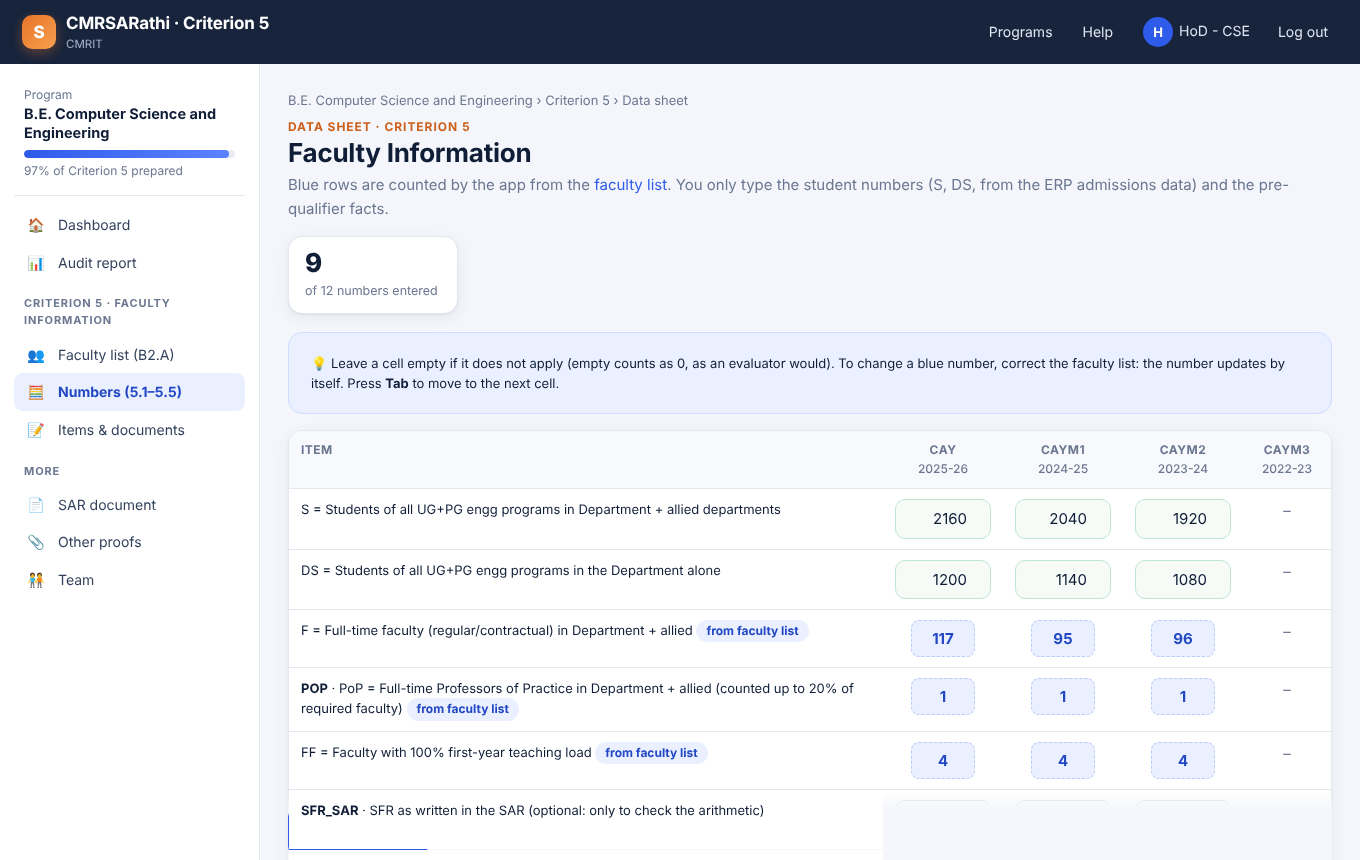 S
CMRSARathi · Criterion 5
CMRIT
Programs
Help
H
HoD - CSE
Log out
Program
B.E. Computer Science and
Engineering
97% of Criterion 5 prepared
Dashboard
Audit report
CRITERION 5 · FACULTY
INFORMATION
Faculty list (B2.A)
Numbers (5.1–5.5)
Items & documents
MORE
SAR document
Other proofs
Team
B.E. Computer Science and Engineering › Criterion 5 › Data sheet
DATA SHEET · CRITERION 5
Faculty Information
Blue rows are counted by the app from the faculty list. You only type the student numbers (S, DS, from the ERP admissions data) and the pre-
qualifier facts.
9
of 12 numbers entered
💡 Leave a cell empty if it does not apply (empty counts as 0, as an evaluator would). To change a blue number, correct the faculty list: the number updates by
itself. Press Tab to move to the next cell.
ITEM CAY CAYM1 CAYM2 CAYM3
2025-26 2024-25 2023-24 2022-23
S = Students of all UG+PG engg programs in Department + allied departments 2160 2040 1920 –
DS = Students of all UG+PG engg programs in the Department alone 1200 1140 1080 –
F = Full-time faculty (regular/contractual) in Department + allied from faculty list 117 95 96 –
POP · PoP = Full-time Professors of Practice in Department + allied (counted up to 20% of
required faculty) from faculty list 1 1 1 –
FF = Faculty with 100% first-year teaching load from faculty list 4 4 4 –
SFR_SAR · SFR as written in the SAR (optional: only to check the arithmetic)